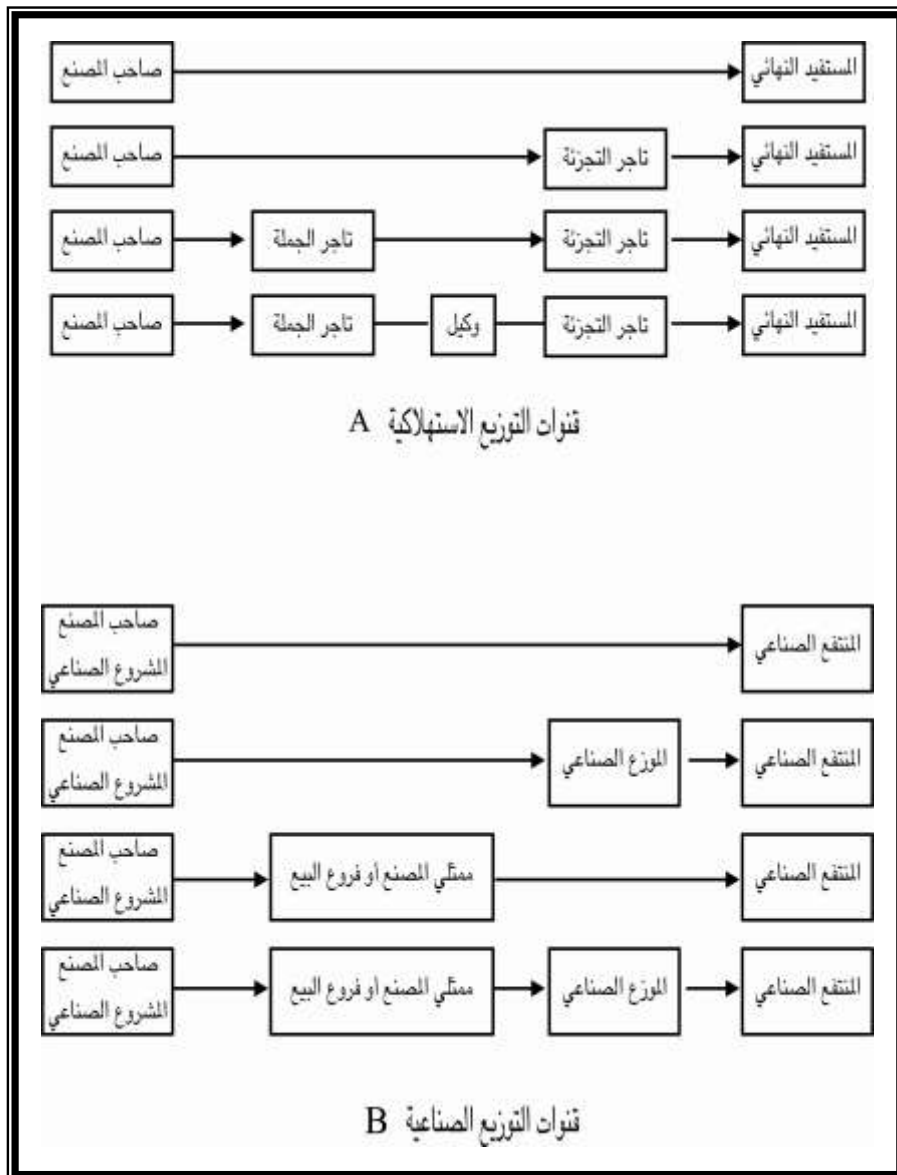 صاحب المصنع المستفيد النهائي
صاحب المصنع تاجر التجزئة المستفيد النهائي
صاحب المصنع تاجر الجملة تاجر التجزئة المستفيد النهائي
صاحب المصنع تاجر الجملة وكيل تاجر التجزئة المستفيد النهائي
قنوات التوزيع الاستهلاكية A
صاحب المصنع
المشروع الصناعي
المنتفع الصناعي
صاحب المصنع
المشروع الصناعي
الموزع الصناعي
المنتفع الصناعي
صاحب المصنع
المشروع الصناعي
ممثلي المصنع او فروع البيع
المنتفع الصناعي
صاحب المصنع
المشروع الصناعي
ممثلي المصنع او فروع البيع
الموزع الصناعي
المنتفع الصناعي
قنوات التوزيع الصناعية B